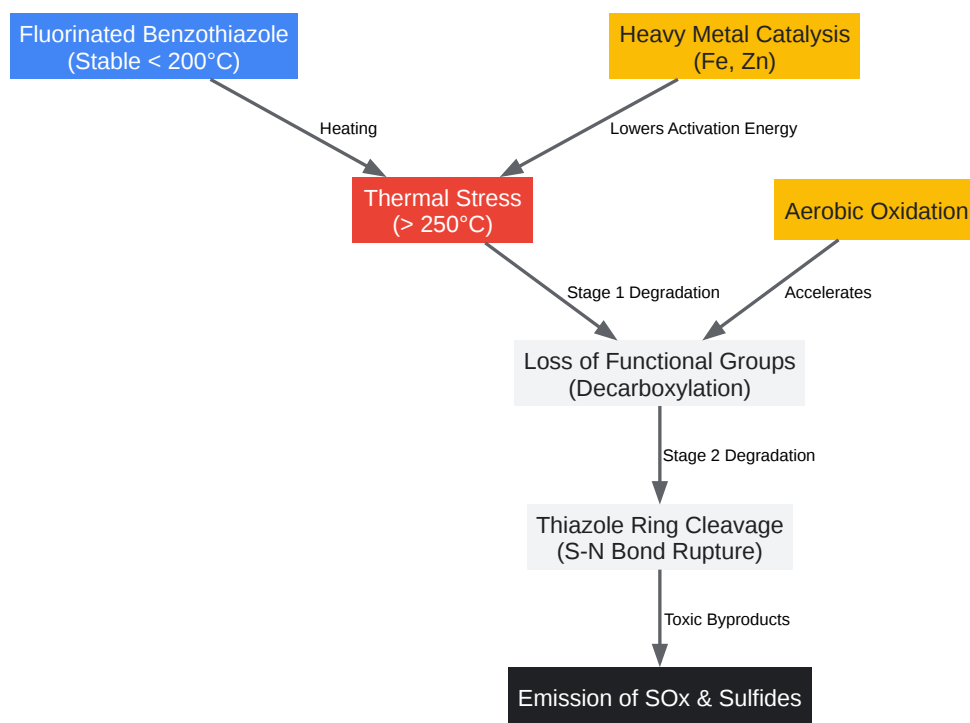 Fluorinated Benzothiazole
(Stable < 200°C)
Heavy Metal Catalysis
(Fe, Zn)
Heating
Lowers Activation Energy
Thermal Stress
(> 250°C)
Aerobic Oxidation
Stage 1 Degradation
Accelerates
Loss of Functional Groups
(Decarboxylation)
Stage 2 Degradation
Thiazole Ring Cleavage
(S-N Bond Rupture)
Toxic Byproducts
Emission of SOx & Sulfides